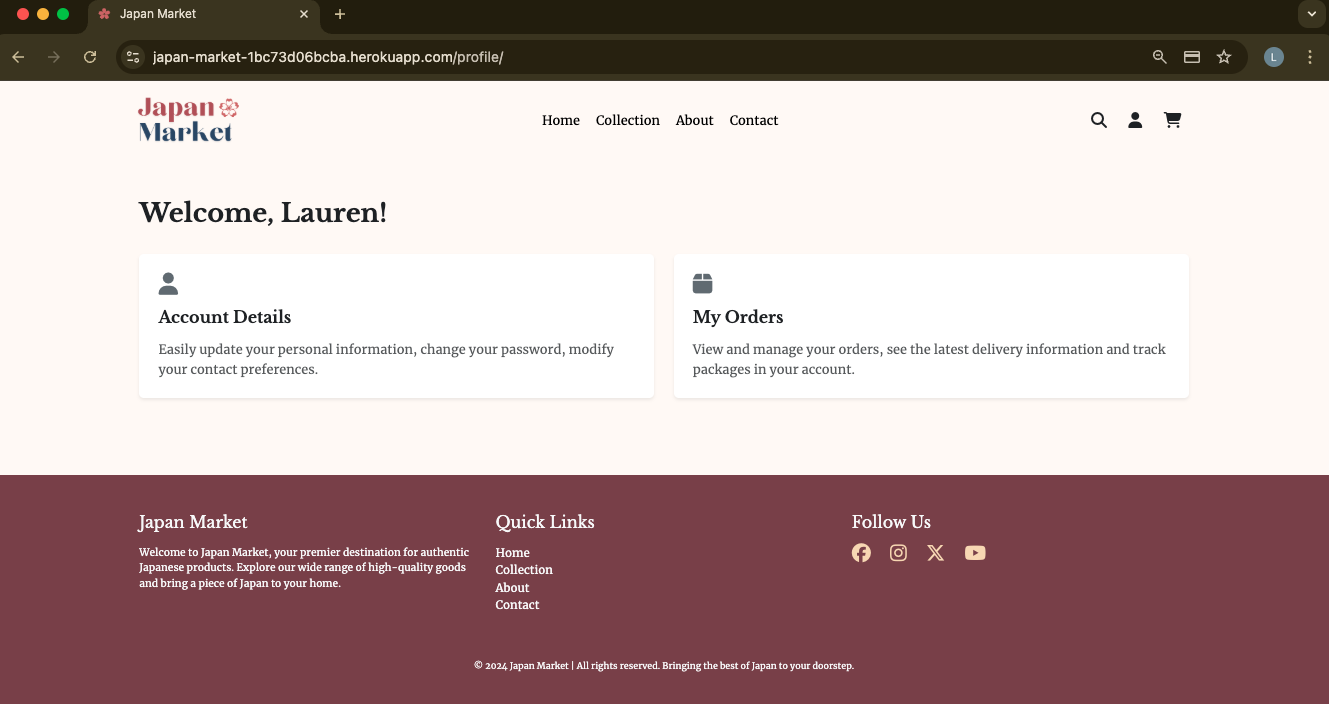 Japan Market
japan-market-1bc73d06bcba.herokuapp.com/profile/
L
Japan
Market
Home Collection About Contact
Welcome, Lauren!
Account Details
Easily update your personal information, change your password, modify
your contact preferences.
My Orders
View and manage your orders, see the latest delivery information and track
packages in your account.
Japan Market
Welcome to Japan Market, your premier destination for authentic
Japanese products. Explore our wide range of high-quality goods
and bring a piece of Japan to your home.
Quick Links
Home
Collection
About
Contact
Follow Us
© 2024 Japan Market | All rights reserved. Bringing the best of Japan to your doorstep.